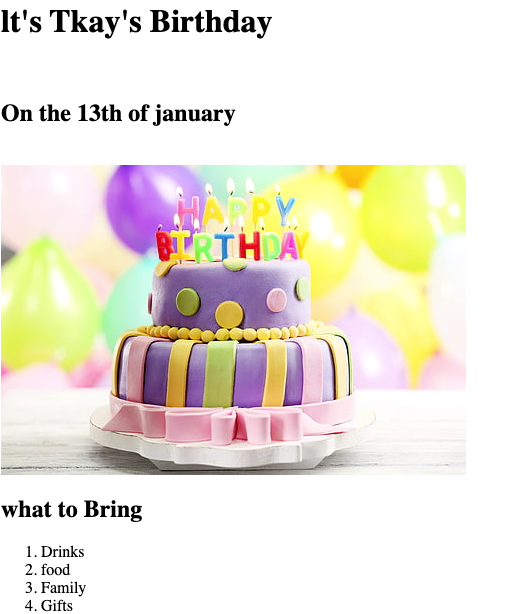 It's Tkay's Birthday
On the 13th of january
HAPPY
BIRTHDAY
what to Bring
1. Drinks
2. food
3. Family
4. Gifts